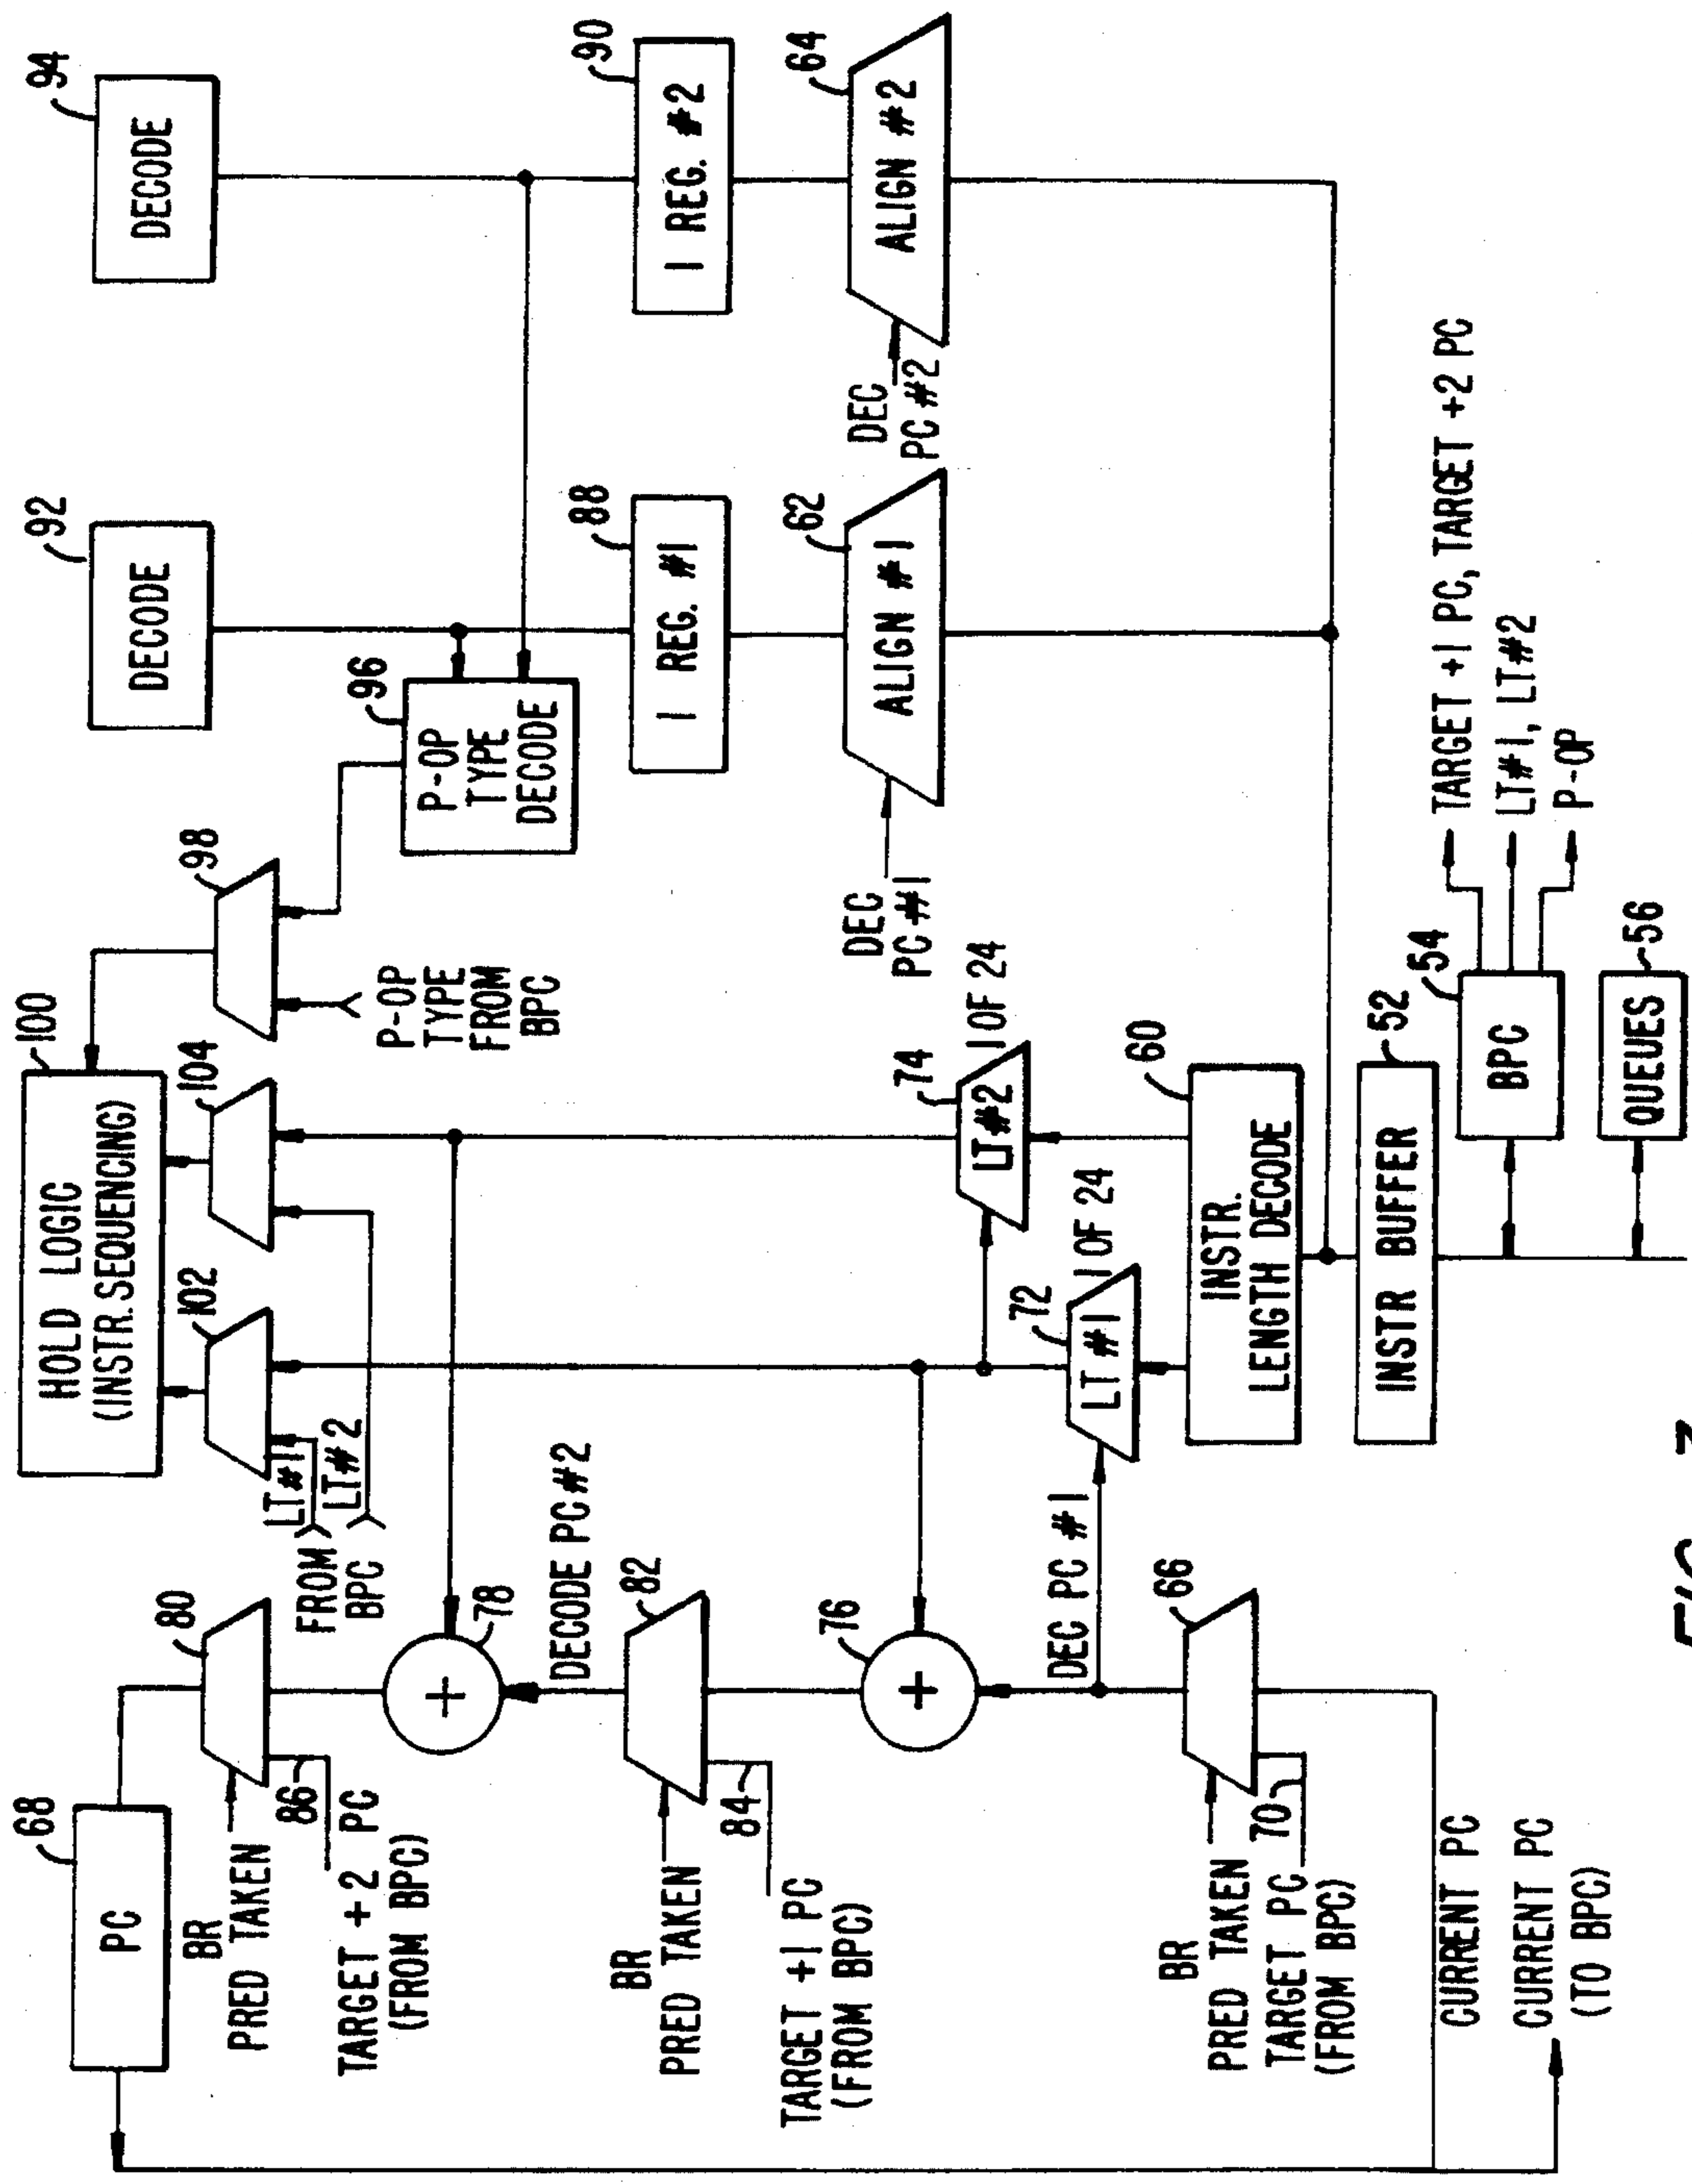 94
DECODE
92
DECODE
90
I REG. #2
88
I REG. #1
96
P-OP
TYPE
DECODE
64
ALIGN #2
DEC
PC #2
62
ALIGN #1
DEC
PC #1
98
P-OP
TYPE
FROM
BPC
100
HOLD LOGIC
(INSTR. SEQUENCING)
104
102
LT #1
LT #2
FROM
BPC
74
LT #2
1 OF 24
72
LT #1
1 OF 24
60
INSTR.
LENGTH DECODE
52
INSTR BUFFER
54
BPC
TARGET +1 PC, TARGET +2 PC
LT#1, LT#2
P-OP
56
QUEUES
68
PC
80
BR
PRED TAKEN
86
TARGET + 2 PC
(FROM BPC)
78
+
DECODE PC #2
82
BR
PRED TAKEN
84
TARGET +1 PC
(FROM BPC)
76
+
DEC PC #1
66
BR
PRED TAKEN
70
TARGET PC
(FROM BPC)
CURRENT PC
CURRENT PC
(TO BPC)